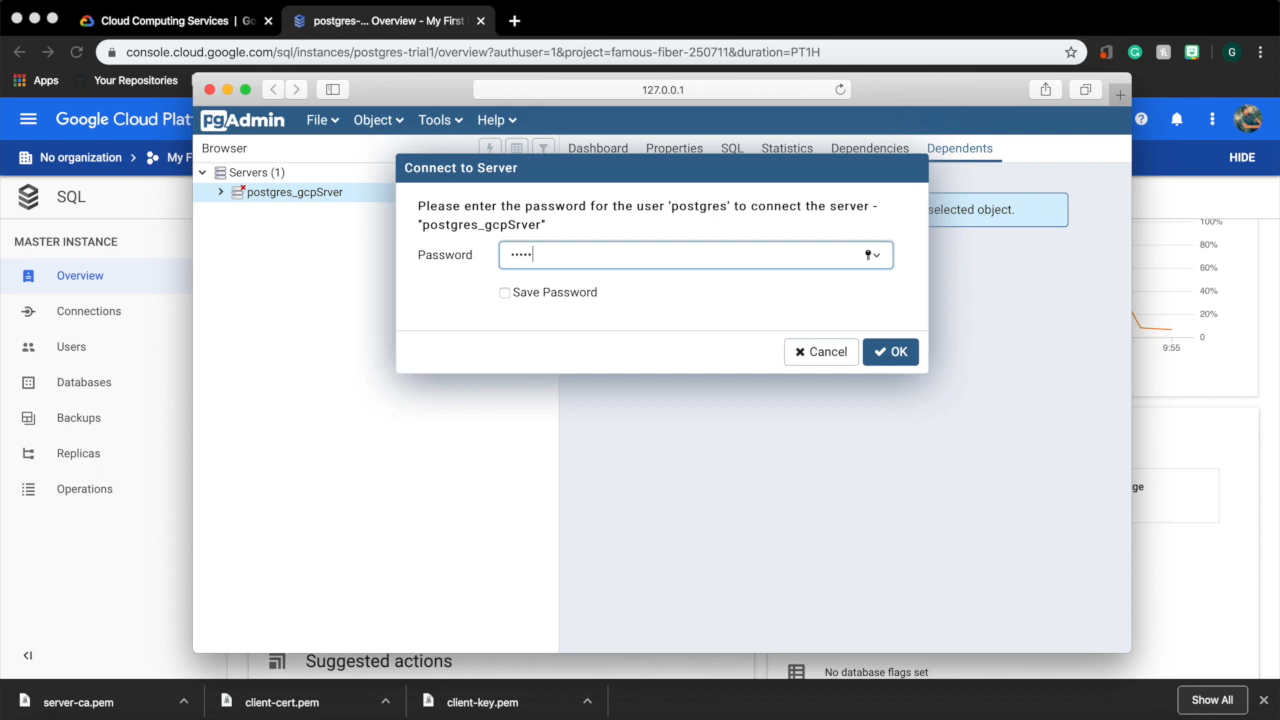 Cloud Computing Services | Go
postgres-... Overview - My First
console.cloud.google.com/sql/instances/postgres-trial1/overview?authuser=1&project=famous-fiber-250711&duration=PT1H
G
Apps
Your Repositories
127.0.0.1
Google Cloud Plat
pgAdmin
File
Object
Tools
Help
No organization
My F
HIDE
Browser
Dashboard
Properties
SQL
Statistics
Dependencies
Dependents
Servers (1)
postgres_gcpSrver
selected object.
SQL
MASTER INSTANCE
Overview
Connections
Users
Databases
Backups
Replicas
Operations
Connect to Server
Please enter the password for the user 'postgres' to connect the server -
"postgres_gcpSrver"
Password
Save Password
Cancel
OK
100%
80%
60%
40%
20%
0
9:55
ge
Suggested actions
No database flags set
server-ca.pem
client-cert.pem
client-key.pem
Show All